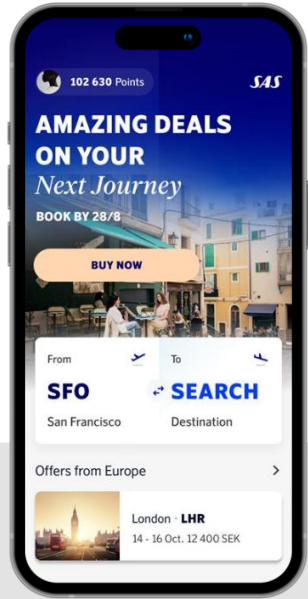 102 630 Points
SAS
AMAZING DEALS
ON YOUR
Next Journey
BOOK BY 28/8
BUY NOW
From
To
SFO
SEARCH
San Francisco
Destination
Offers from Europe
London · LHR
14 - 16 Oct. 12 400 SEK